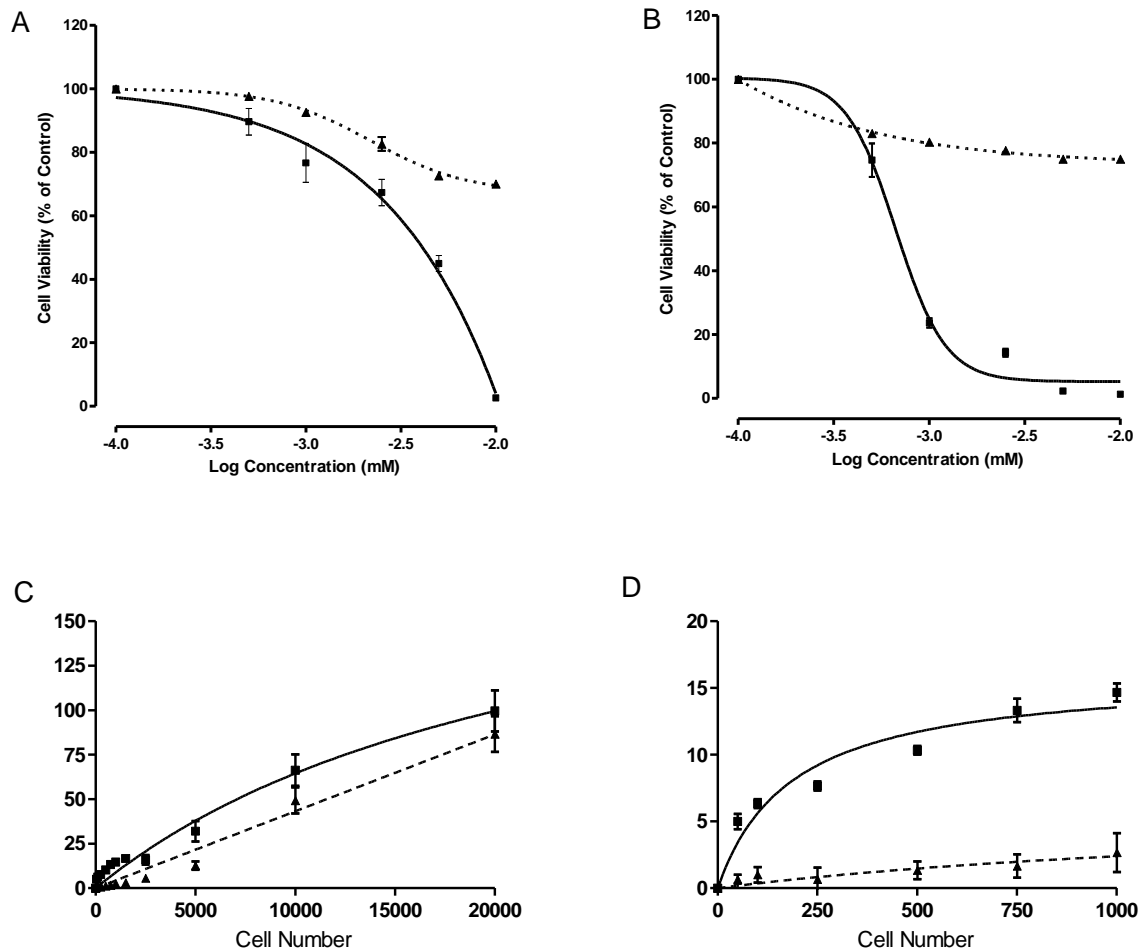 A
120
100
80
60
40
20
0
Cell Viability (% of Control)
-4.0 -3.5 -3.0 -2.5 -2.0
Log Concentration (mM)
B
120
100
80
60
40
20
0
Cell Viability (% of Control)
-4.0 -3.5 -3.0 -2.5 -2.0
Log Concentration (mM)
C
150
125
100
75
50
25
0
0 5000 10000 15000 20000
Cell Number
D
20
15
10
5
0
0 250 500 750 1000
Cell Number